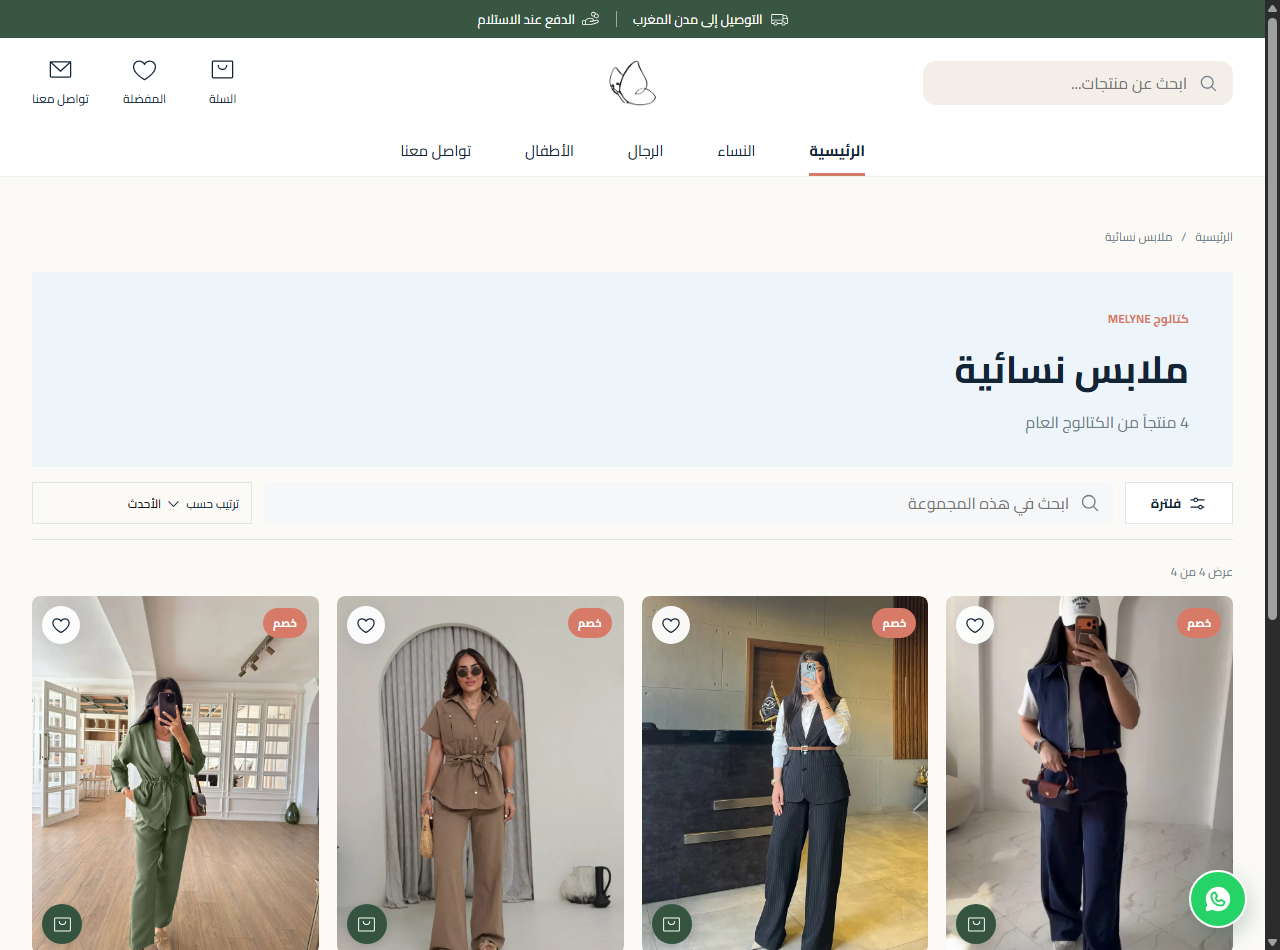 التوصيل إلى مدن المغرب | الدفع عند الاستلام
ابحث عن منتجات...
السلة
المفضلة
تواصل معنا
الرئيسية
النساء
الرجال
الأطفال
تواصل معنا
الرئيسية / ملابس نسائية
كتالوج MELYNE
ملابس نسائية
4 منتجاً من الكتالوج العام
فلترة
ابحث في هذه المجموعة
ترتيب حسب الأحدث
عرض 4 من 4
خصم
خصم
خصم
خصم